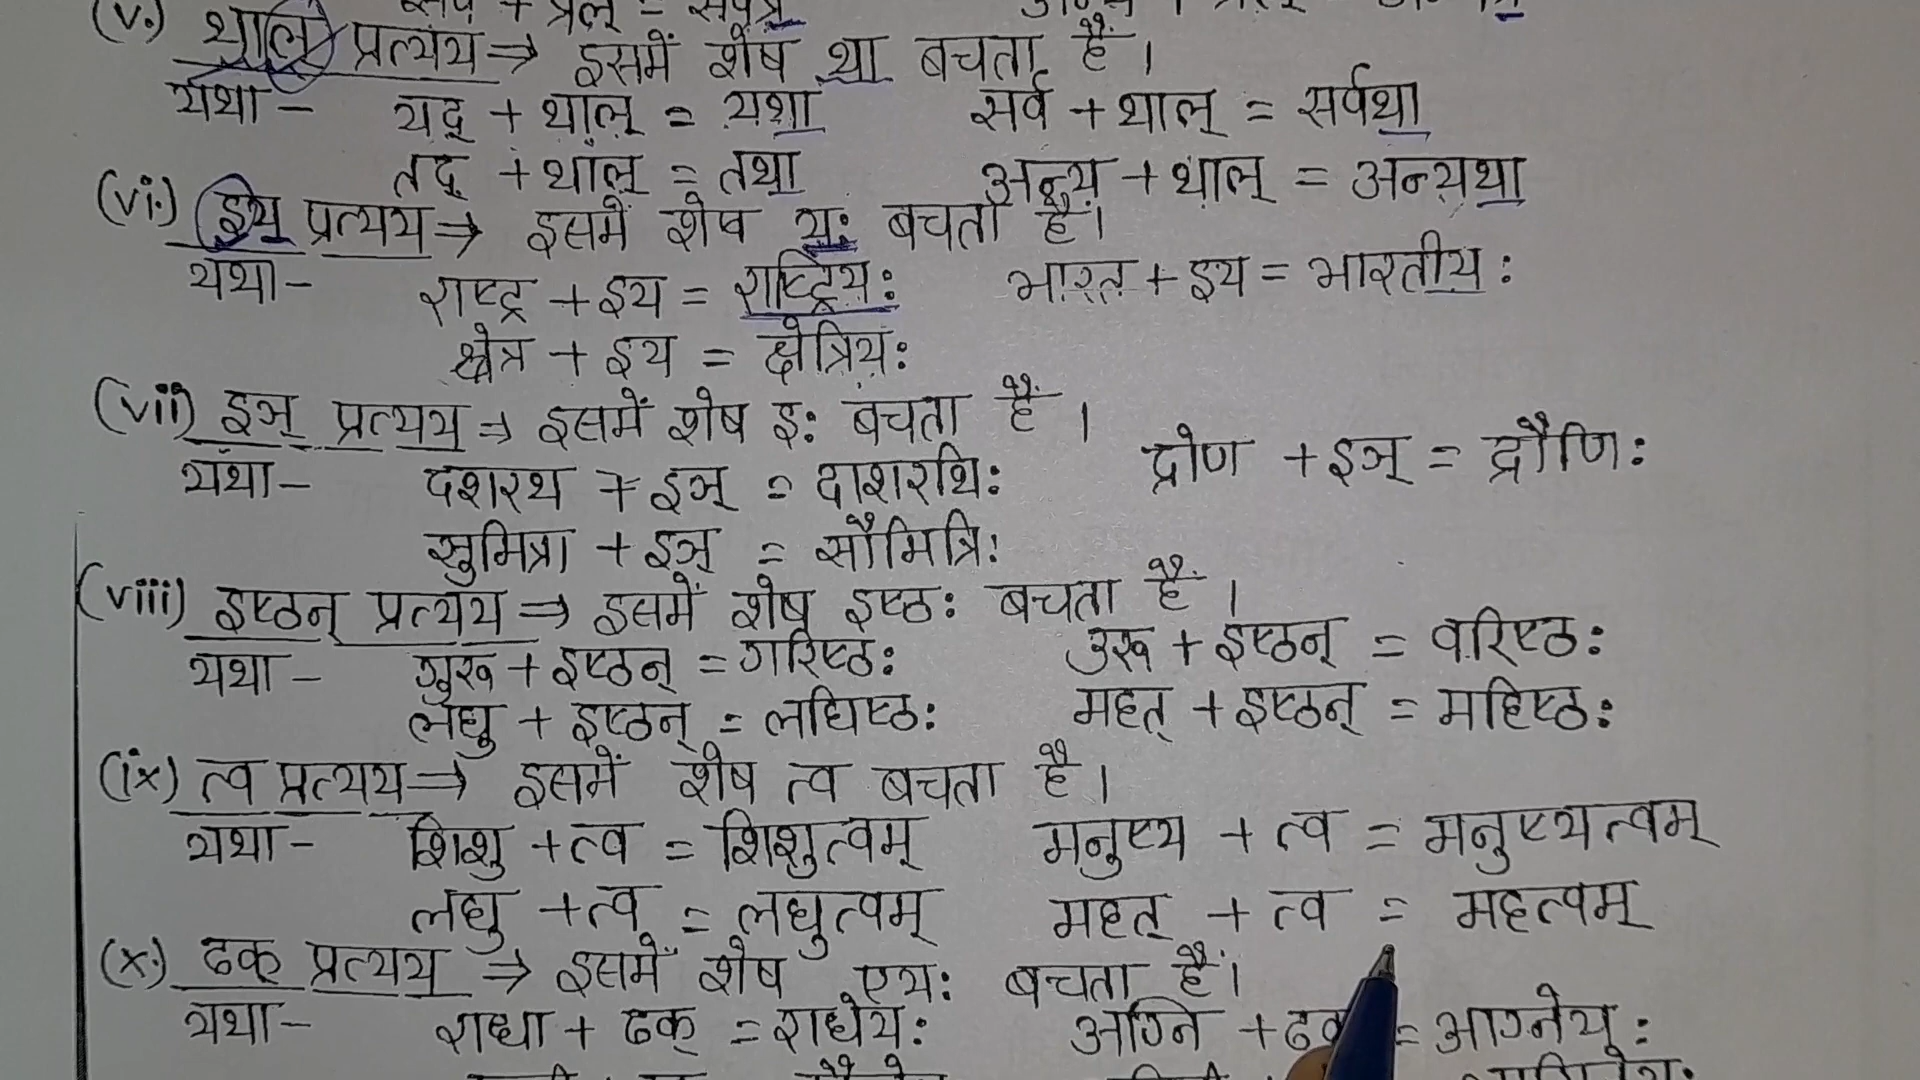 सर्व + त्रल् = सर्वत्र
(v.) थाल् प्रत्यय ⇒ इसमें शेष था बचता है।
यथा - यद् + थाल् = यथा सर्व + थाल् = सर्वथा
तद् + थाल् = तथा अन्य + थाल् = अन्यथा
(vi.) इय प्रत्यय ⇒ इसमें शेष यः बचता है।
यथा - राष्ट्र + इय = राष्ट्रियः भारत + इय = भारतीयः
क्षेत्र + इय = क्षेत्रियः
(vii) इञ् प्रत्यय ⇒ इसमें शेष इः बचता है।
यथा - दशरथ + इञ् = दाशरथिः द्रोण + इञ् = द्रौणिः
सुमित्रा + इञ् = सौमित्रिः
(viii) इष्ठन् प्रत्यय ⇒ इसमें शेष इष्ठः बचता है।
यथा - गुरू + इष्ठन् = गरिष्ठः उरू + इष्ठन् = वरिष्ठः
लघु + इष्ठन् = लघिष्ठः महत् + इष्ठन् = महिष्ठः
(ix) त्व प्रत्यय ⇒ इसमें शेष त्व बचता है।
यथा - शिशु + त्व = शिशुत्वम् मनुष्य + त्व = मनुष्यत्वम्
लघु + त्व = लघुत्वम् महत् + त्व = महत्वम्
(x.) ढक् प्रत्यय ⇒ इसमें शेष एयः बचता है।
यथा - राधा + ढक् = राधेयः अग्नि + ढक् = आग्नेयः